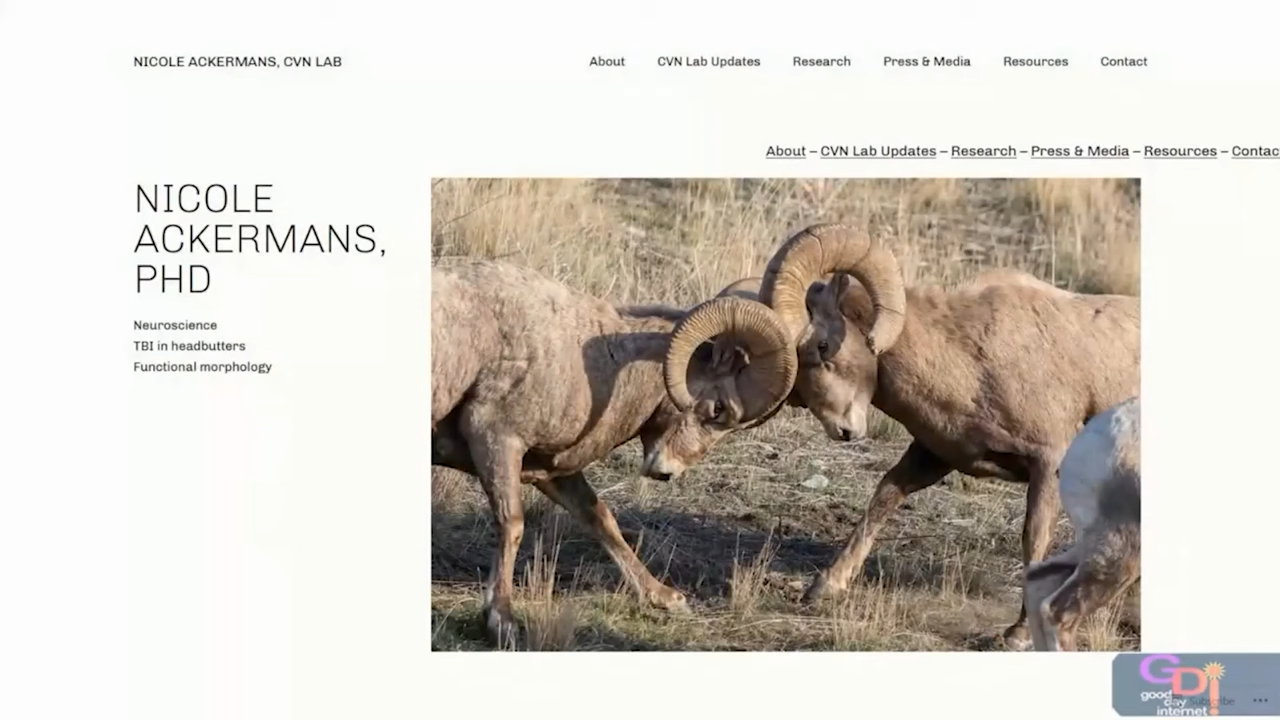 NICOLE ACKERMANS, CVN LAB
About CVN Lab Updates Research Press & Media Resources Contact
About – CVN Lab Updates – Research – Press & Media – Resources – Contac
NICOLE
ACKERMANS,
PHD
Neuroscience
TBI in headbutters
Functional morphology
GDi
good
day
internet
Subscribe